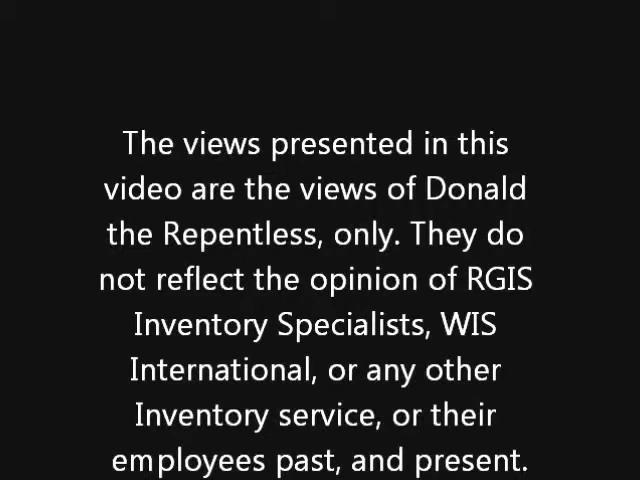 The views presented in this
video are the views of Donald
the Repentless, only. They do
not reflect the opinion of RGIS
Inventory Specialists, WIS
International, or any other
Inventory service, or their
employees past, and present.